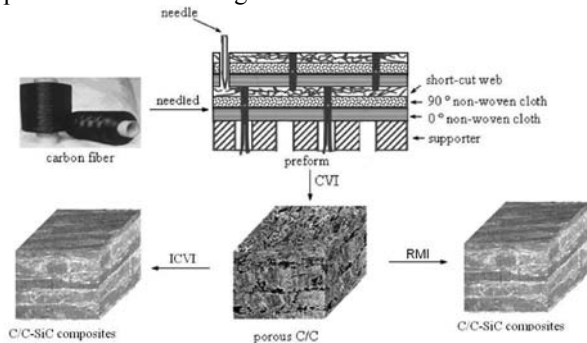 needle
short-cut web
needled
90 ° non-woven cloth
0 ° non-woven cloth
supporter
carbon fiber
preform
CVI
ICVI
RMI
C/C-SiC composites
porous C/C
C/C-SiC composites